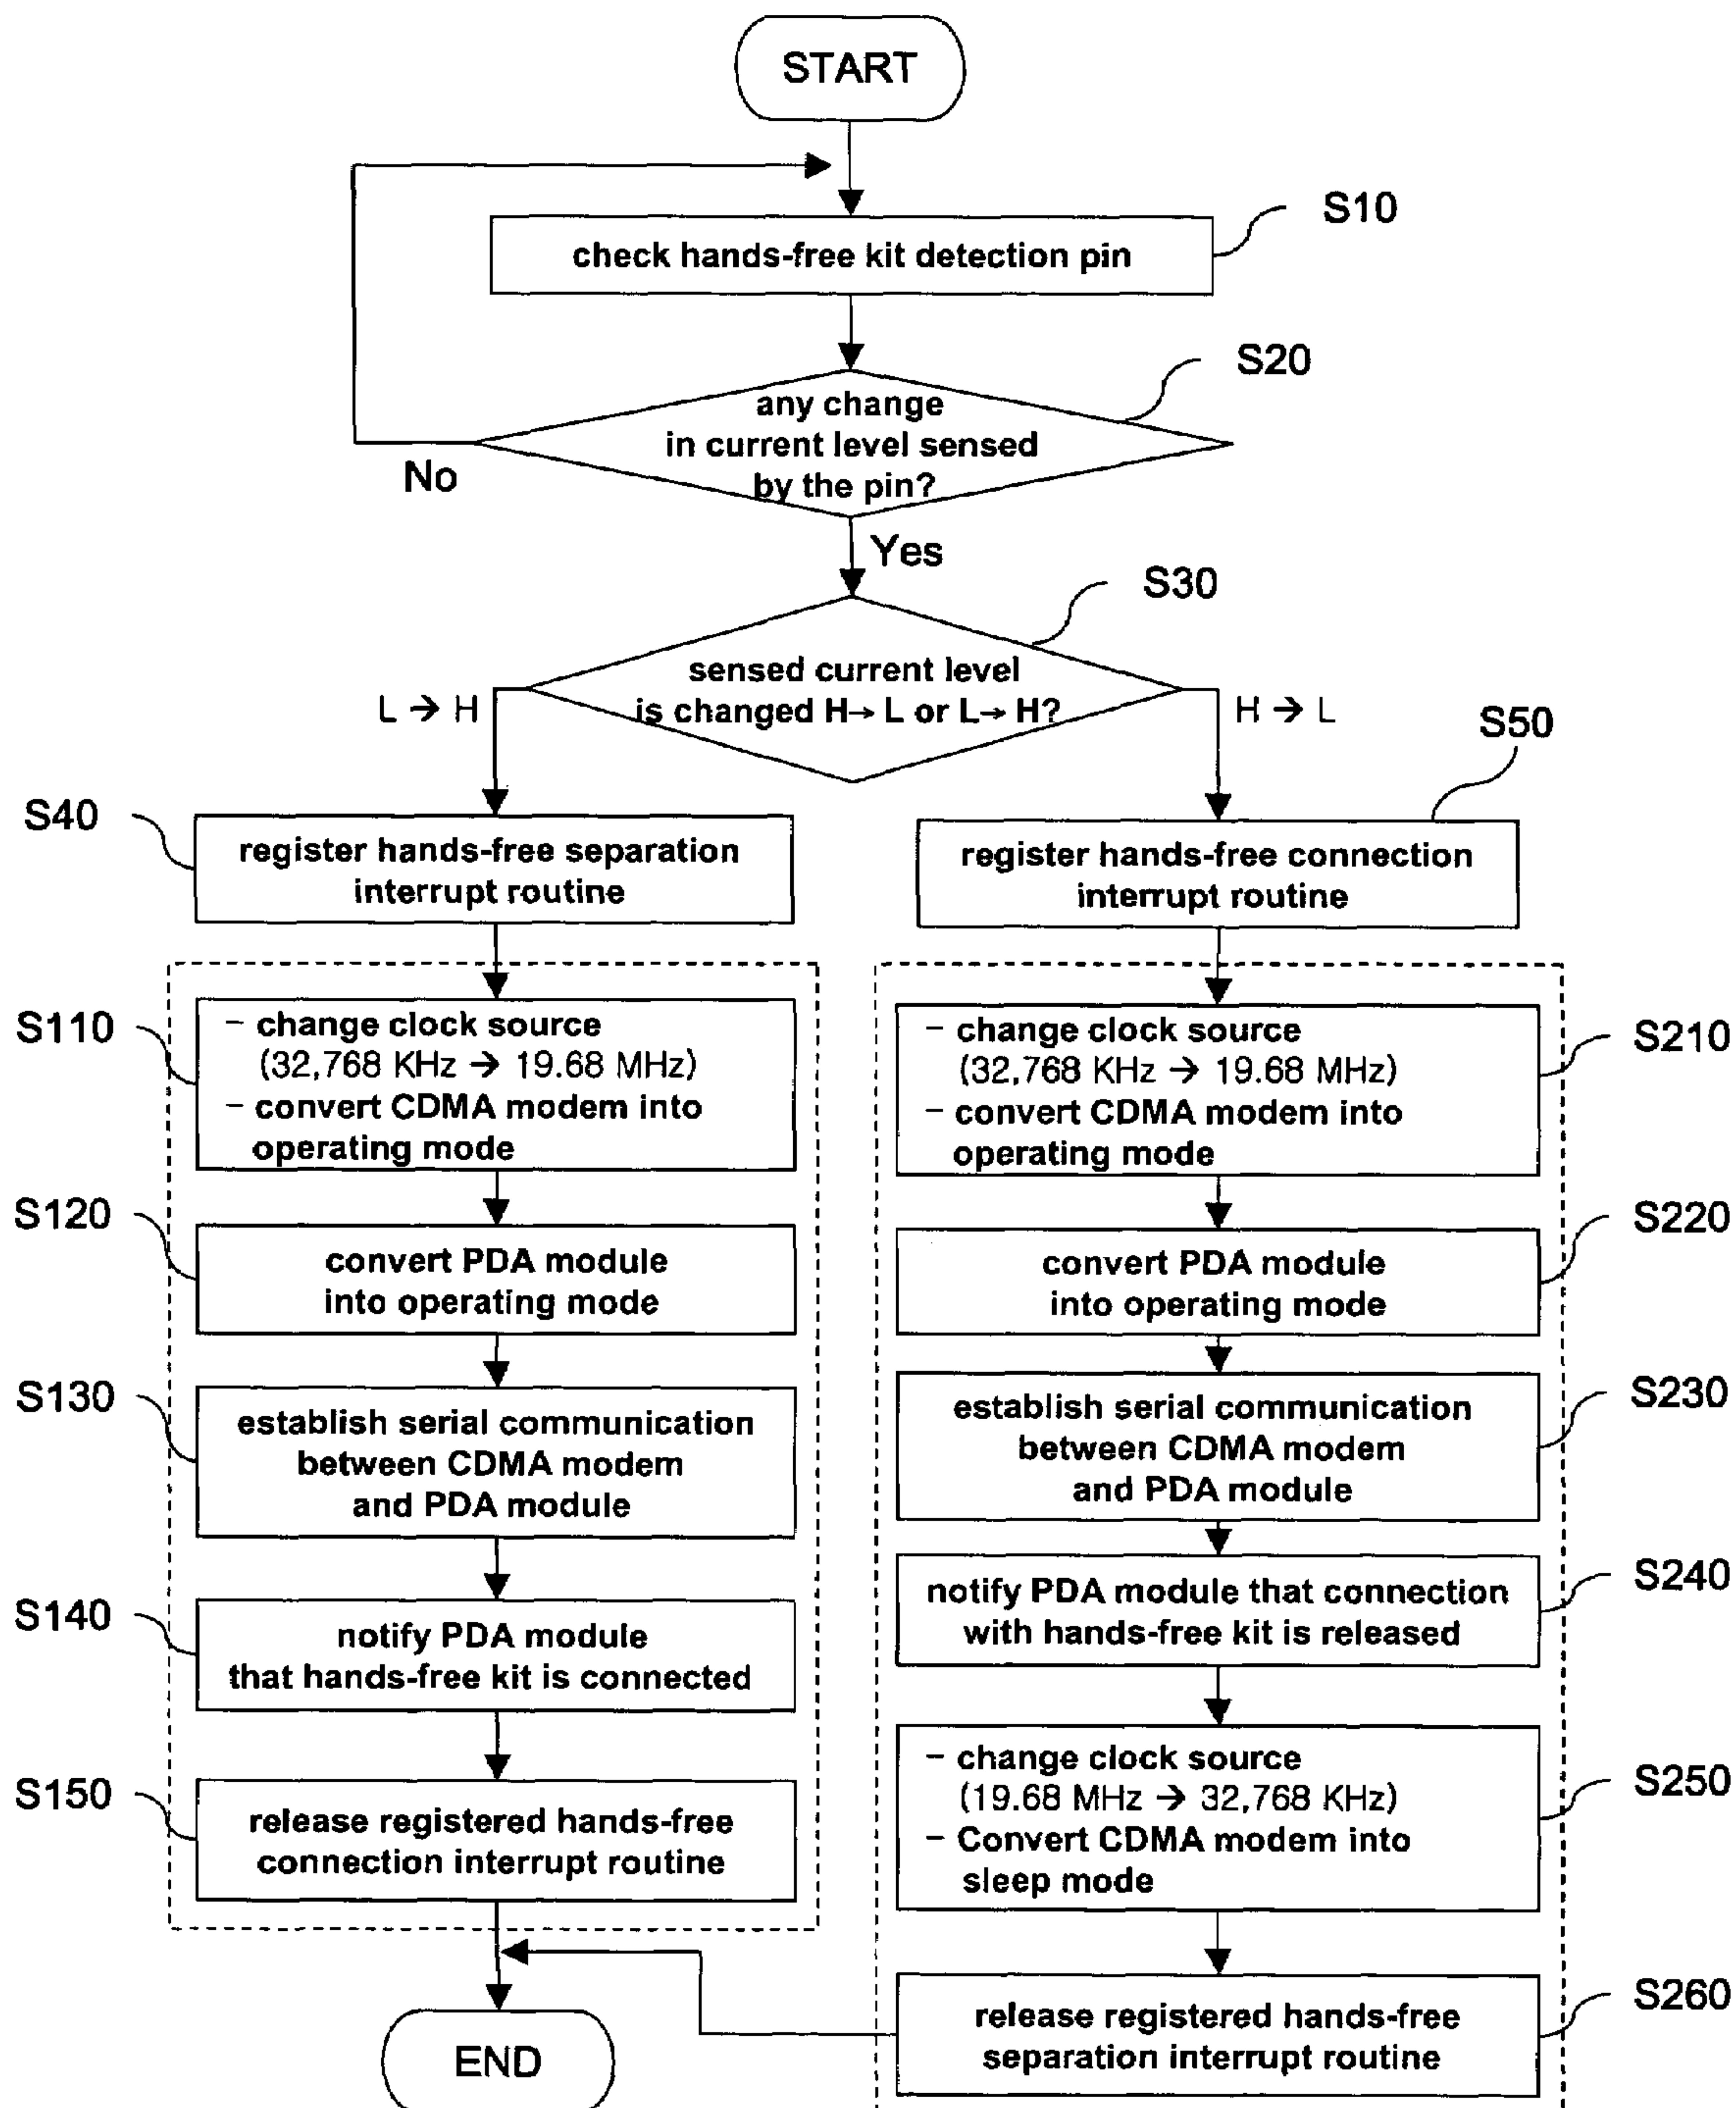 START
S10
check hands-free kit detection pin
S20
any change
in current level sensed
by the pin?
No
Yes
S30
sensed current level
is changed H→ L or L→ H?
L → H
H → L
S40
register hands-free separation
interrupt routine
S50
register hands-free connection
interrupt routine
S110
– change clock source
(32,768 KHz → 19.68 MHz)
– convert CDMA modem into
operating mode
S120
convert PDA module
into operating mode
S130
establish serial communication
between CDMA modem
and PDA module
S140
notify PDA module
that hands-free kit is connected
S150
release registered hands-free
connection interrupt routine
S210
– change clock source
(32,768 KHz → 19.68 MHz)
– convert CDMA modem into
operating mode
S220
convert PDA module
into operating mode
S230
establish serial communication
between CDMA modem
and PDA module
S240
notify PDA module that connection
with hands-free kit is released
S250
– change clock source
(19.68 MHz → 32,768 KHz)
– Convert CDMA modem into
sleep mode
S260
release registered hands-free
separation interrupt routine
END